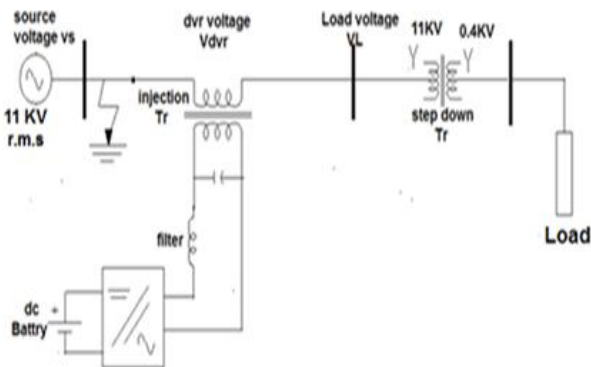 source
voltage vs
dvr voltage
Vdvr
Load voltage
VL
11KV
0.4KV
11 KV
r.m.s
injection
Tr
step down
Tr
filter
Load
dc
Battry
+